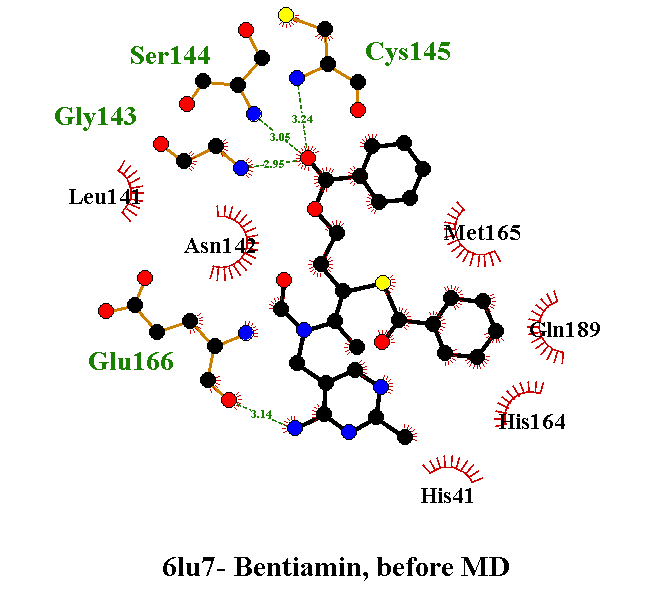 Ser144
Cys145
Gly143
3.24
3.05
2.95
Leu141
Asn142
Met165
Gln189
Glu166
3.14
His164
His41
6lu7- Bentiamin, before MD